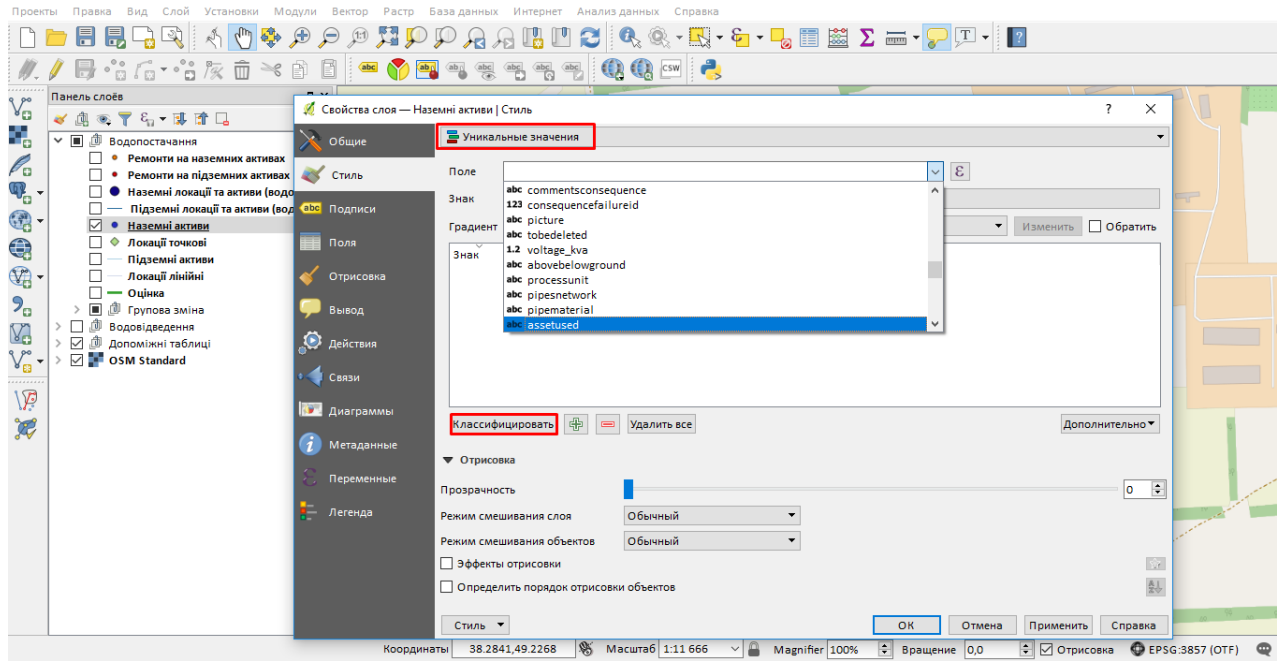 Проекты Правка Вид Слой Установки Модули Вектор Растр База данных Интернет Анализ данных Справка
Панель слоёв
Водопостачання
Ремонти на наземних активах
Ремонти на підземних активах
Наземні локації та активи (водо
Підземні локації та активи (вод
Наземні активи
Локації точкові
Підземні активи
Локації лінійні
Оцінка
Групова зміна
Водовідведення
Допоміжні таблиці
OSM Standard
Свойства слоя — Наземні активи | Стиль
? X
Общие
Стиль
abc Подписи
Поля
Отрисовка
Вывод
Действия
Связи
Диаграммы
Метаданные
Переменные
Легенда
Уникальные значения
Поле
ε
abc commentsconsequence
123 consequencefailureid
abc picture
abc tobedeleted
1.2 voltage_kva
abc abovebelowground
abc processunit
abc pipesnetwork
abc pipematerial
abc assetused
Знак
Градиент
Изменить Обратить
Знак
Классифицировать Удалить все Дополнительно
Отрисовка
Прозрачность 0
Режим смешивания слоя Обычный
Режим смешивания объектов Обычный
Эффекты отрисовки
Определить порядок отрисовки объектов
Стиль OK Отмена Применить Справка
Координаты 38.2841,49.2268 Масштаб 1:11 666 Magnifier 100% Вращение 0,0 Отрисовка EPSG:3857 (OTF)